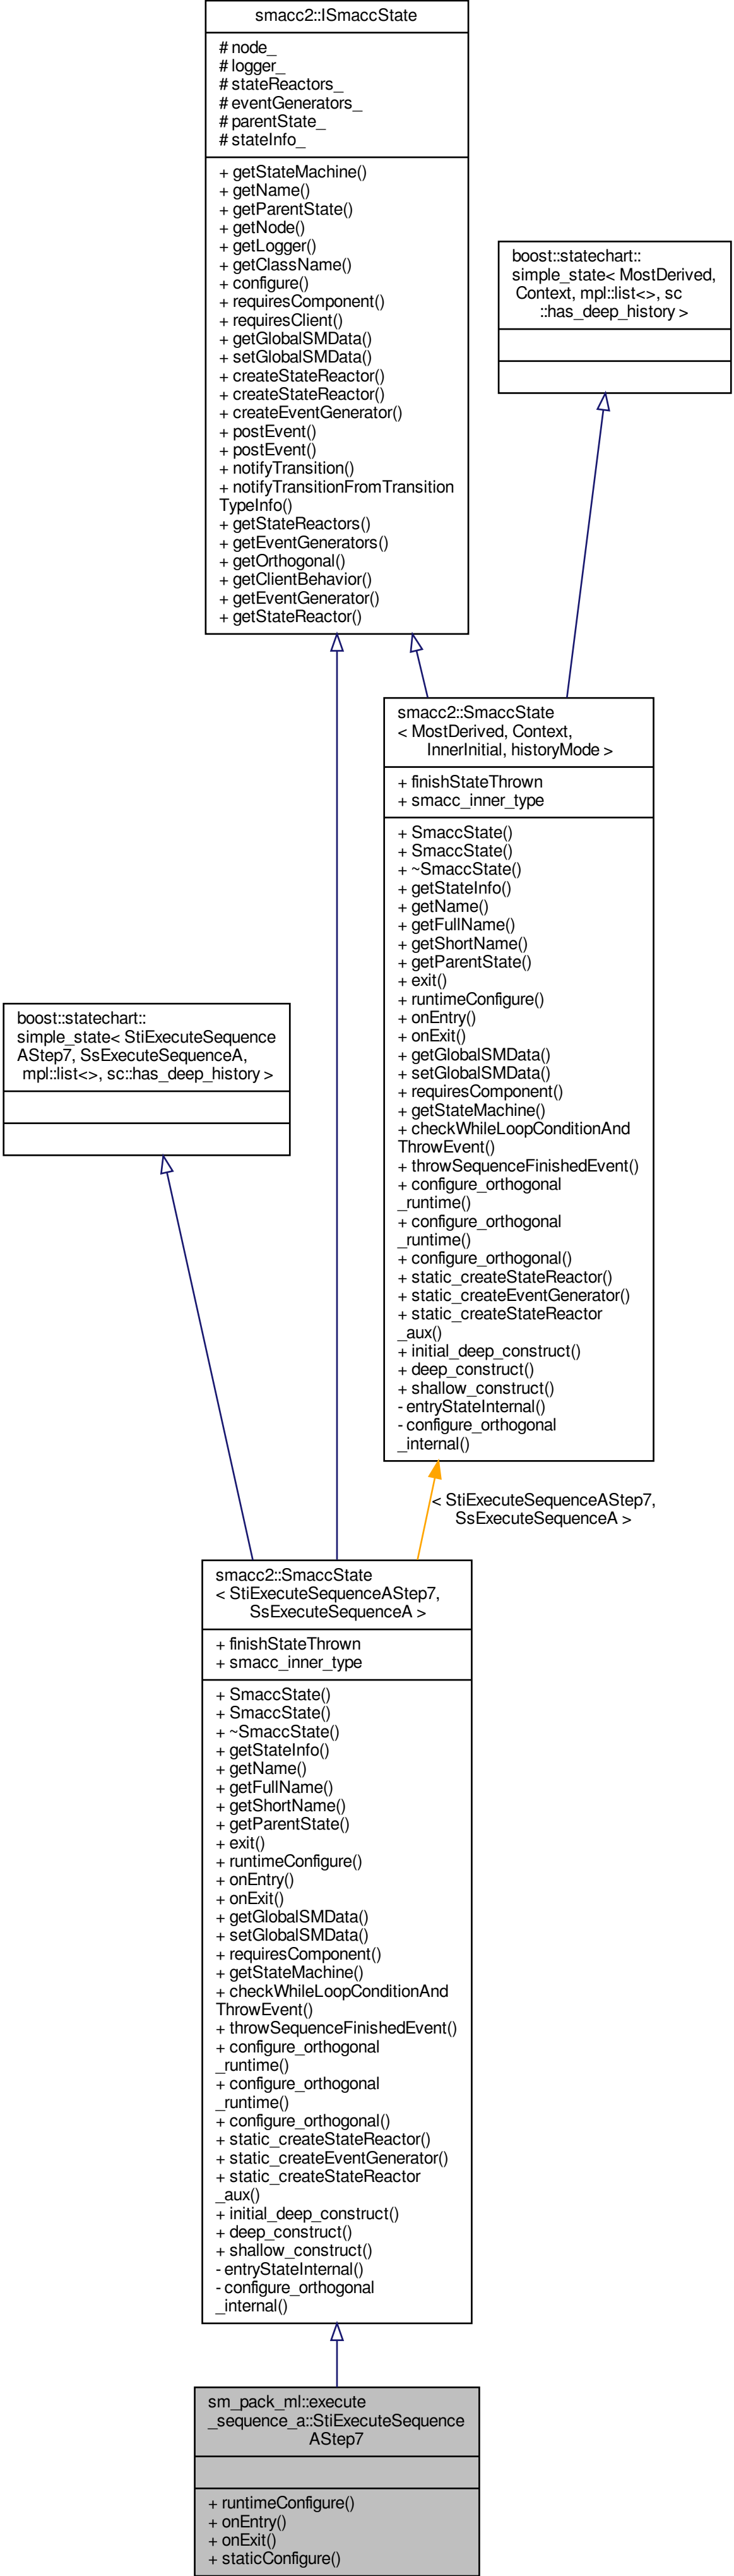 smacc2::ISmaccState
# node_
# logger_
# stateReactors_
# eventGenerators_
# parentState_
# stateInfo_
+ getStateMachine()
+ getName()
+ getParentState()
+ getNode()
+ getLogger()
+ getClassName()
+ configure()
+ requiresComponent()
+ requiresClient()
+ getGlobalSMData()
+ setGlobalSMData()
+ createStateReactor()
+ createStateReactor()
+ createEventGenerator()
+ postEvent()
+ postEvent()
+ notifyTransition()
+ notifyTransitionFromTransition
TypeInfo()
+ getStateReactors()
+ getEventGenerators()
+ getOrthogonal()
+ getClientBehavior()
+ getEventGenerator()
+ getStateReactor()
boost::statechart::
simple_state< MostDerived,
Context, mpl::list<>, sc
::has_deep_history >
smacc2::SmaccState
< MostDerived, Context,
InnerInitial, historyMode >
+ finishStateThrown
+ smacc_inner_type
+ SmaccState()
+ SmaccState()
+ ~SmaccState()
+ getStateInfo()
+ getName()
+ getFullName()
+ getShortName()
+ getParentState()
+ exit()
+ runtimeConfigure()
+ onEntry()
+ onExit()
+ getGlobalSMData()
+ setGlobalSMData()
+ requiresComponent()
+ getStateMachine()
+ checkWhileLoopConditionAnd
ThrowEvent()
+ throwSequenceFinishedEvent()
+ configure_orthogonal
_runtime()
+ configure_orthogonal
_runtime()
+ configure_orthogonal()
+ static_createStateReactor()
+ static_createEventGenerator()
+ static_createStateReactor
_aux()
+ initial_deep_construct()
+ deep_construct()
+ shallow_construct()
- entryStateInternal()
- configure_orthogonal
_internal()
boost::statechart::
simple_state< StiExecuteSequence
AStep7, SsExecuteSequenceA,
mpl::list<>, sc::has_deep_history >
< StiExecuteSequenceAStep7,
SsExecuteSequenceA >
smacc2::SmaccState
< StiExecuteSequenceAStep7,
SsExecuteSequenceA >
+ finishStateThrown
+ smacc_inner_type
+ SmaccState()
+ SmaccState()
+ ~SmaccState()
+ getStateInfo()
+ getName()
+ getFullName()
+ getShortName()
+ getParentState()
+ exit()
+ runtimeConfigure()
+ onEntry()
+ onExit()
+ getGlobalSMData()
+ setGlobalSMData()
+ requiresComponent()
+ getStateMachine()
+ checkWhileLoopConditionAnd
ThrowEvent()
+ throwSequenceFinishedEvent()
+ configure_orthogonal
_runtime()
+ configure_orthogonal
_runtime()
+ configure_orthogonal()
+ static_createStateReactor()
+ static_createEventGenerator()
+ static_createStateReactor
_aux()
+ initial_deep_construct()
+ deep_construct()
+ shallow_construct()
- entryStateInternal()
- configure_orthogonal
_internal()
sm_pack_ml::execute
_sequence_a::StiExecuteSequence
AStep7
+ runtimeConfigure()
+ onEntry()
+ onExit()
+ staticConfigure()